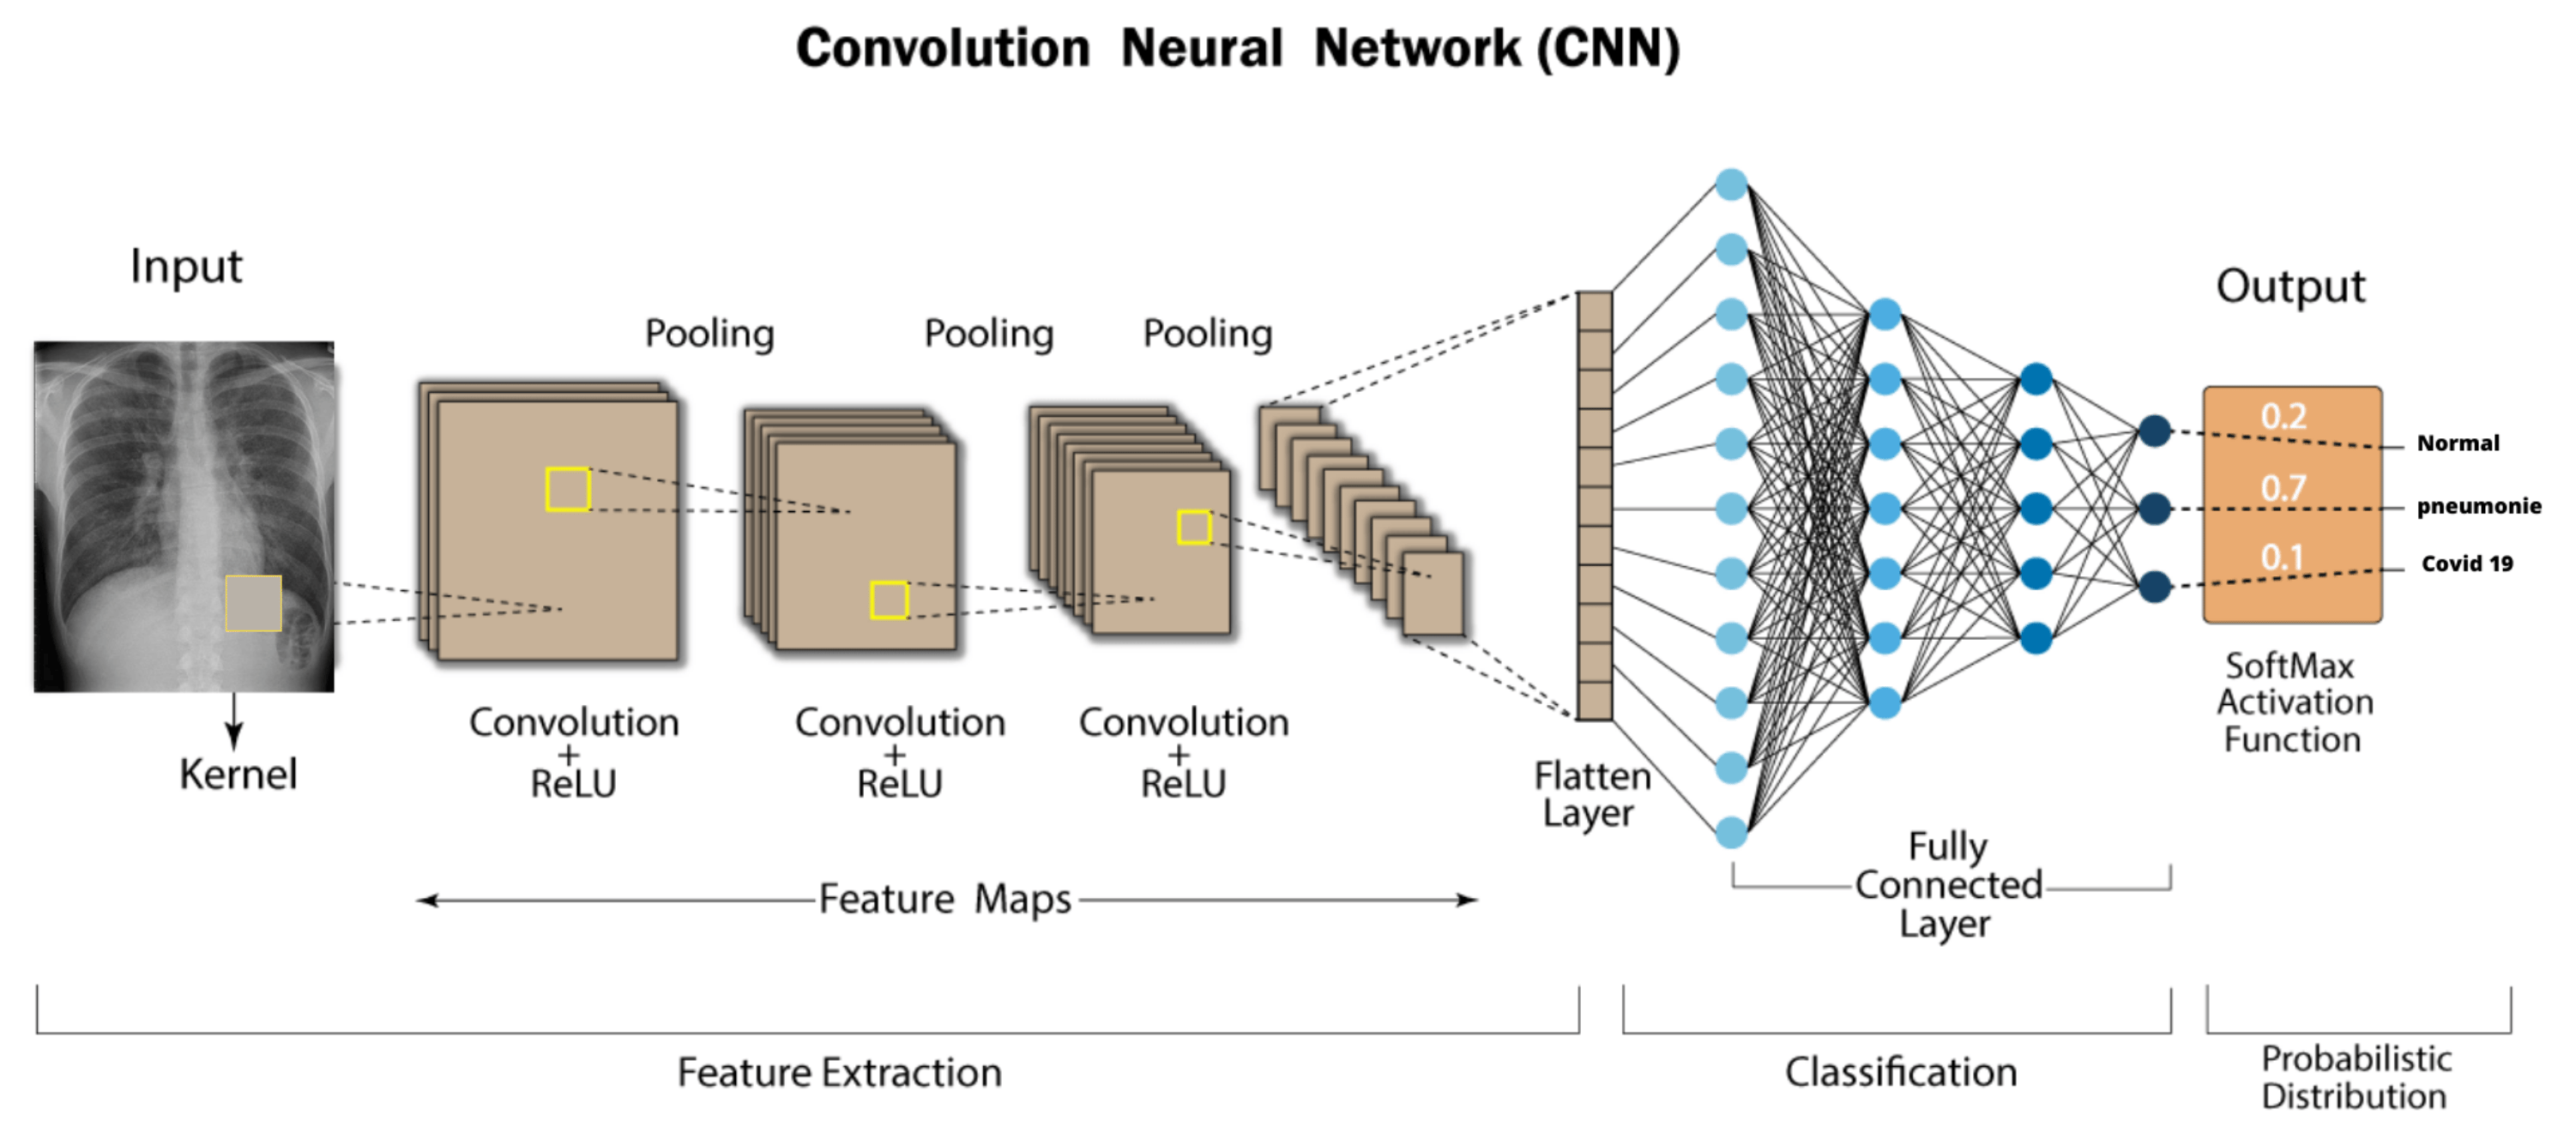 Convolution Neural Network (CNN)
Input
Output
Pooling
Pooling
Pooling
0.2
Normal
0.7
pneumonie
0.1
Covid 19
SoftMax
Activation
Function
Kernel
Convolution
+
ReLU
Convolution
+
ReLU
Convolution
+
ReLU
Flatten
Layer
Fully
Connected
Layer
Feature Maps
Feature Extraction
Classification
Probabilistic
Distribution